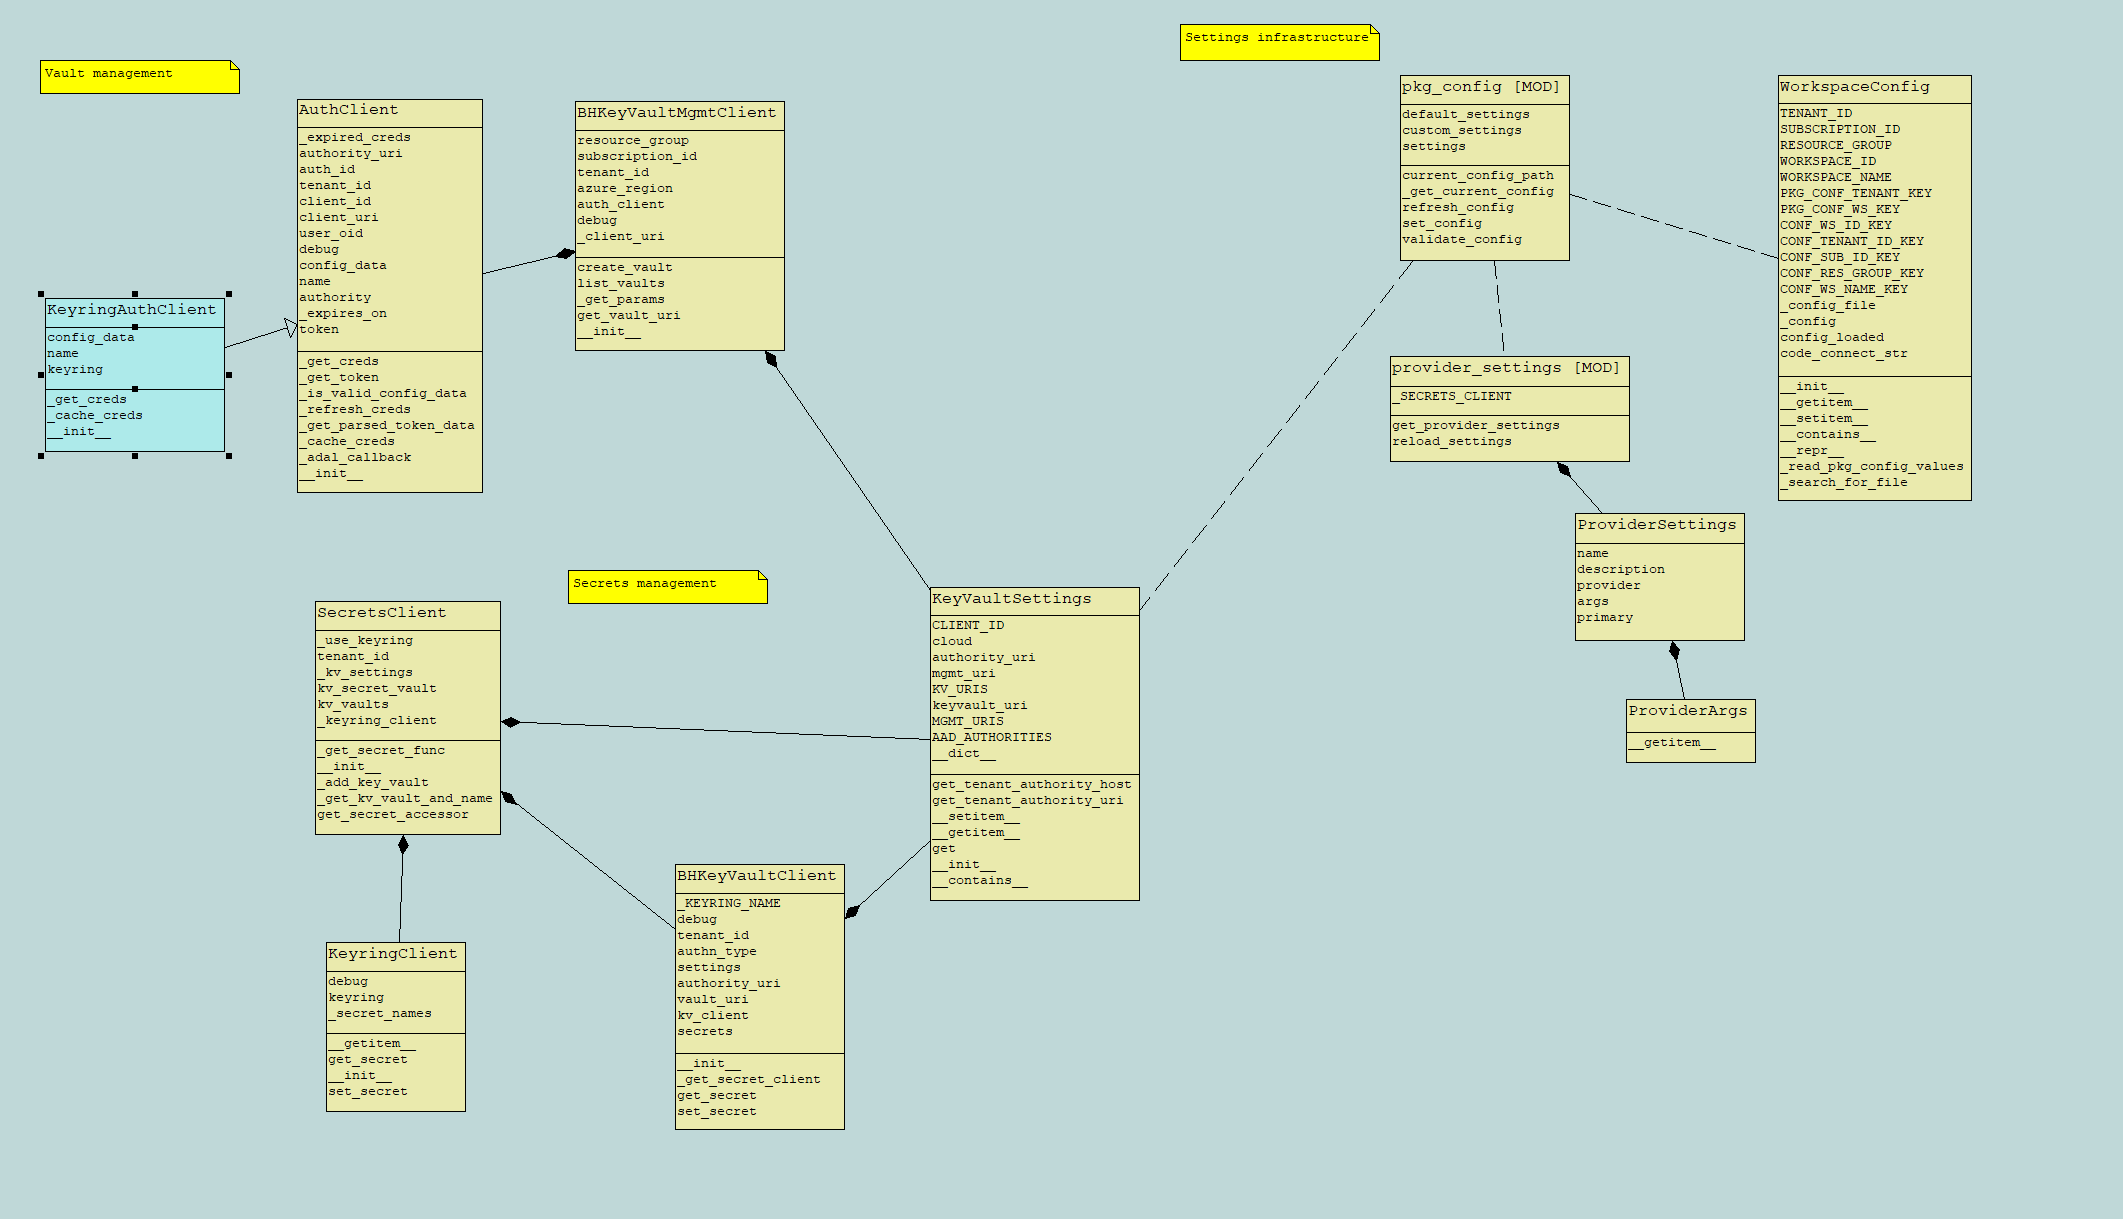 Vault management
AuthClient
_expired_creds
authority_uri
auth_id
tenant_id
client_id
client_uri
user_oid
debug
config_data
name
authority
_expires_on
token
_get_creds
_get_token
_is_valid_config_data
_refresh_creds
_get_parsed_token_data
_cache_creds
_adal_callback
__init__
KeyringAuthClient
config_data
name
keyring
_get_creds
_cache_creds
__init__
BHKeyVaultMgmtClient
resource_group
subscription_id
tenant_id
azure_region
auth_client
debug
_client_uri
create_vault
list_vaults
_get_params
get_vault_uri
__init__
Settings infrastructure
pkg_config [MOD]
default_settings
custom_settings
settings
current_config_path
_get_current_config
refresh_config
set_config
validate_config
WorkspaceConfig
TENANT_ID
SUBSCRIPTION_ID
RESOURCE_GROUP
WORKSPACE_ID
WORKSPACE_NAME
PKG_CONF_TENANT_KEY
PKG_CONF_WS_KEY
CONF_WS_ID_KEY
CONF_TENANT_ID_KEY
CONF_SUB_ID_KEY
CONF_RES_GROUP_KEY
CONF_WS_NAME_KEY
_config_file
_config
config_loaded
code_connect_str
__init__
__getitem__
__setitem__
__contains__
__repr__
_read_pkg_config_values
_search_for_file
provider_settings [MOD]
_SECRETS_CLIENT
get_provider_settings
reload_settings
ProviderSettings
name
description
provider
args
primary
ProviderArgs
__getitem__
Secrets management
SecretsClient
_use_keyring
tenant_id
_kv_settings
kv_secret_vault
kv_vaults
_keyring_client
_get_secret_func
__init__
_add_key_vault
_get_kv_vault_and_name
get_secret_accessor
KeyVaultSettings
CLIENT_ID
cloud
authority_uri
mgmt_uri
KV_URIS
keyvault_uri
MGMT_URIS
AAD_AUTHORITIES
__dict__
get_tenant_authority_host
get_tenant_authority_uri
__setitem__
__getitem__
get
__init__
__contains__
BHKeyVaultClient
_KEYRING_NAME
debug
tenant_id
authn_type
settings
authority_uri
vault_uri
kv_client
secrets
__init__
_get_secret_client
get_secret
set_secret
KeyringClient
debug
keyring
_secret_names
__getitem__
get_secret
__init__
set_secret